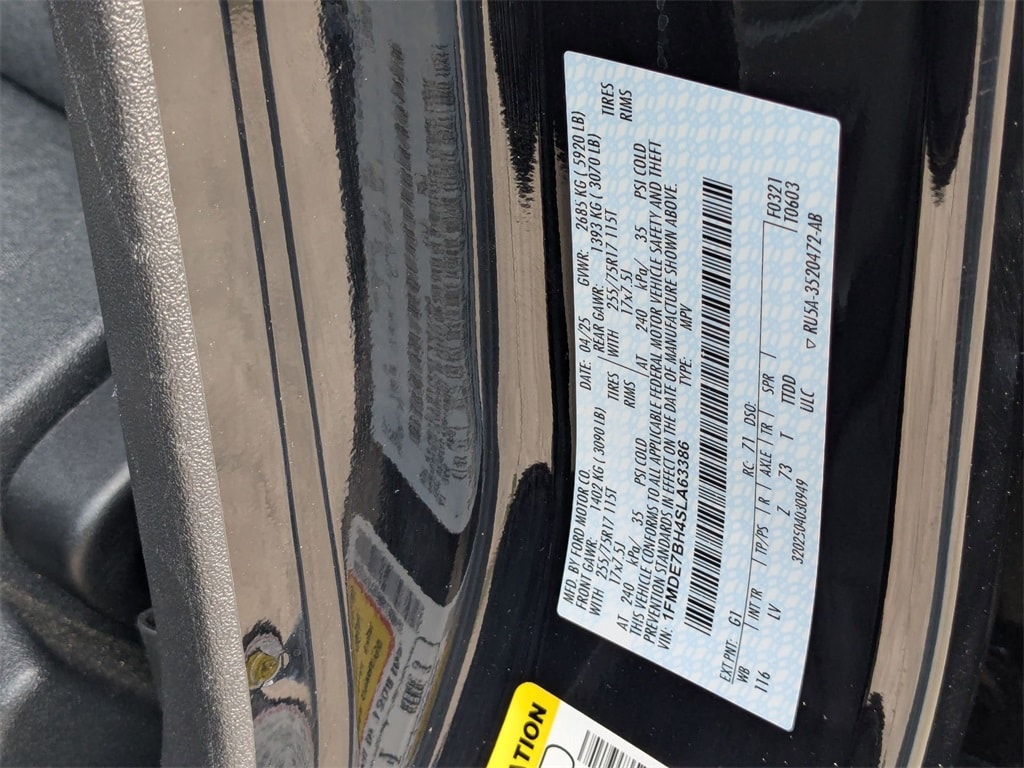 MFD. BY FORD MOTOR CO. DATE: 04/25 GVWR: 2685 KG ( 5920 LB)
FRONT GAWR: 1402 KG ( 3090 LB) REAR GAWR: 1393 KG ( 3070 LB)
WITH 255/75R17 115T TIRES WITH 255/75R17 115T TIRES
17x7.5J RIMS 17x7.5J RIMS
AT 240 kPa/ 35 PSI COLD AT 240 kPa/ 35 PSI COLD
THIS VEHICLE CONFORMS TO ALL APPLICABLE FEDERAL MOTOR VEHICLE SAFETY AND THEFT
PREVENTION STANDARDS IN EFFECT ON THE DATE OF MANUFACTURE SHOWN ABOVE.
VIN: 1FMDE7BH4SLA63386 TYPE: MPV
EXT PNT: G1 RC: 71 DSO: F0321
WB INT TR TP/PS R AXLE TR SPR T0603
116 LV Z 73 T TTDD
ULC
3202504030949 ▽ RU5A-3520472-AB
ATION